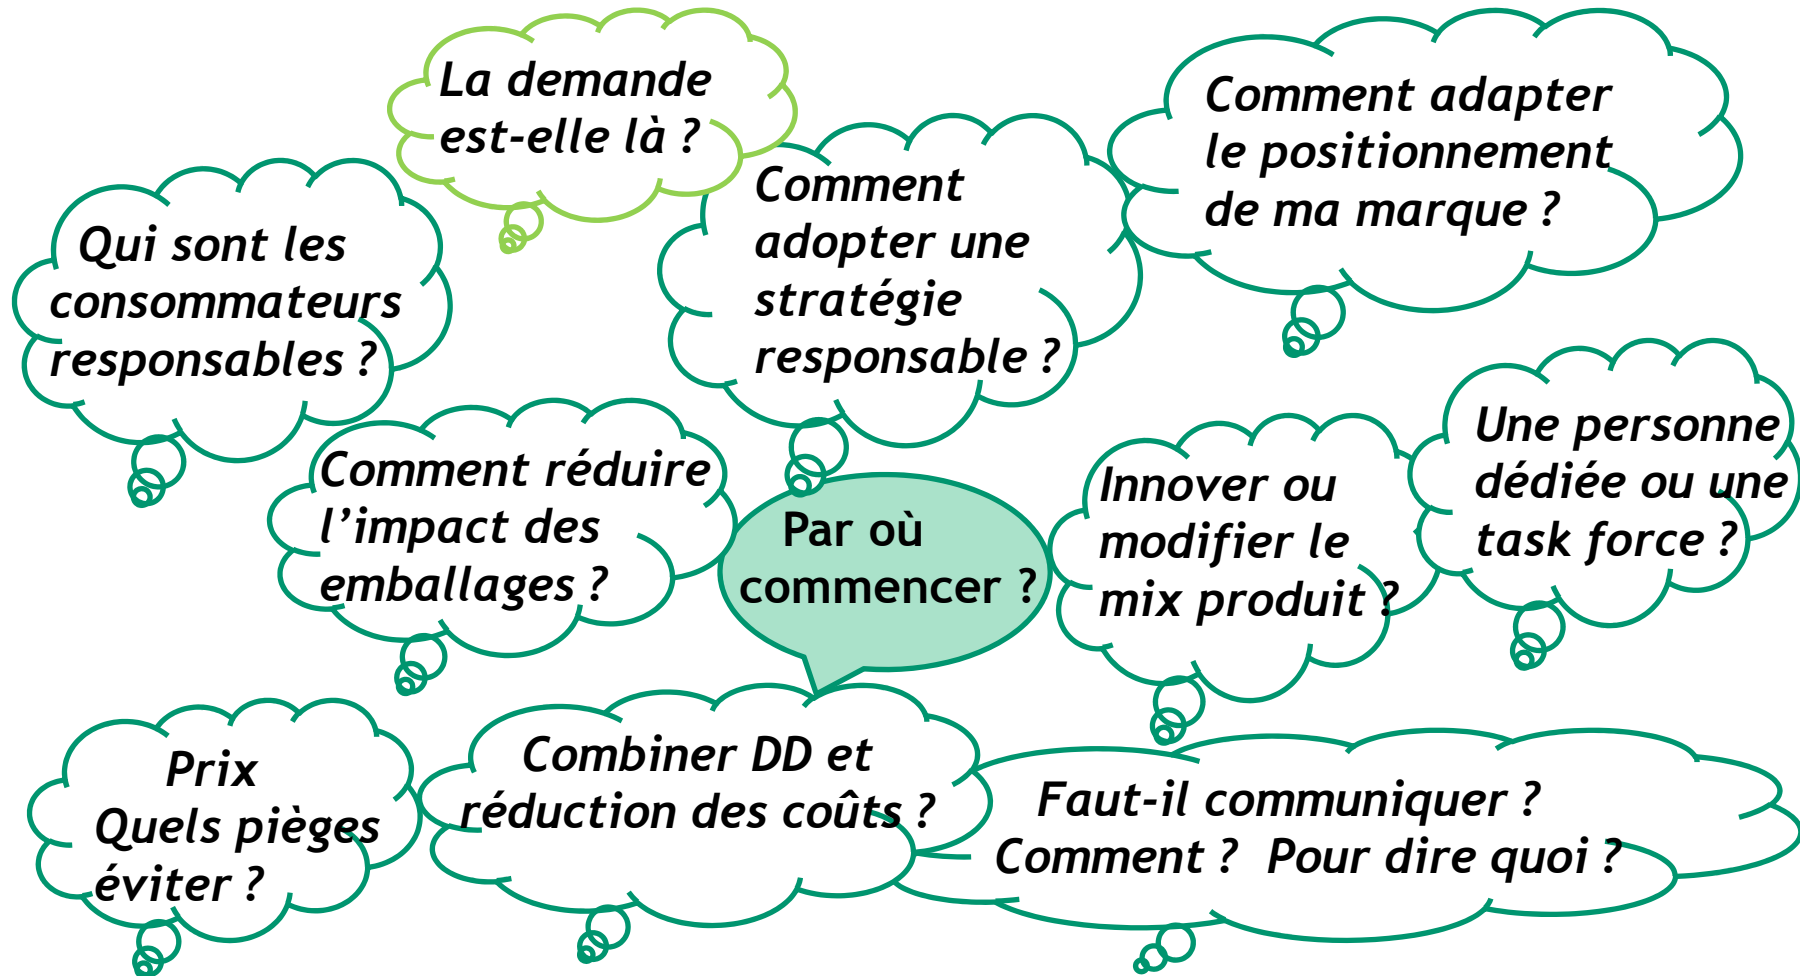 La demande
est-elle là ?
Comment adapter
le positionnement
de ma marque ?
Qui sont les
consommateurs
responsables ?
Comment
adopter une
stratégie
responsable ?
Comment réduire
l’impact des
emballages ?
Par où
commencer ?
Innover ou
modifier le
mix produit ?
Une personne
dédiée ou une
task force ?
Prix
Quels pièges
éviter ?
Combiner DD et
réduction des coûts ?
Faut-il communiquer ?
Comment ?  Pour dire quoi ?